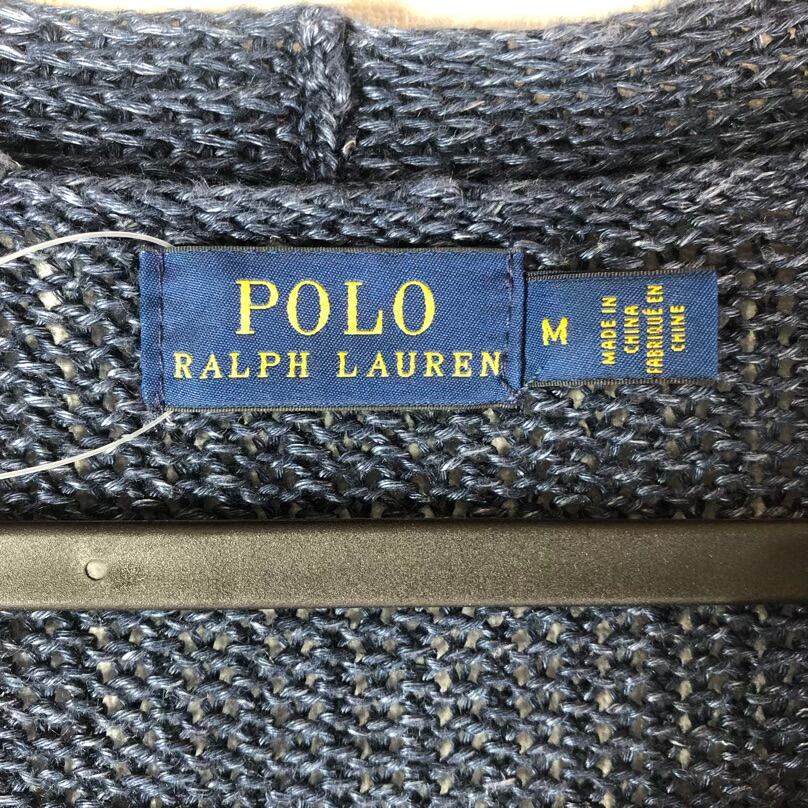 POLO
RALPH LAUREN
M
MADE IN
CHINA
FABRIQUÉ EN
CHINE